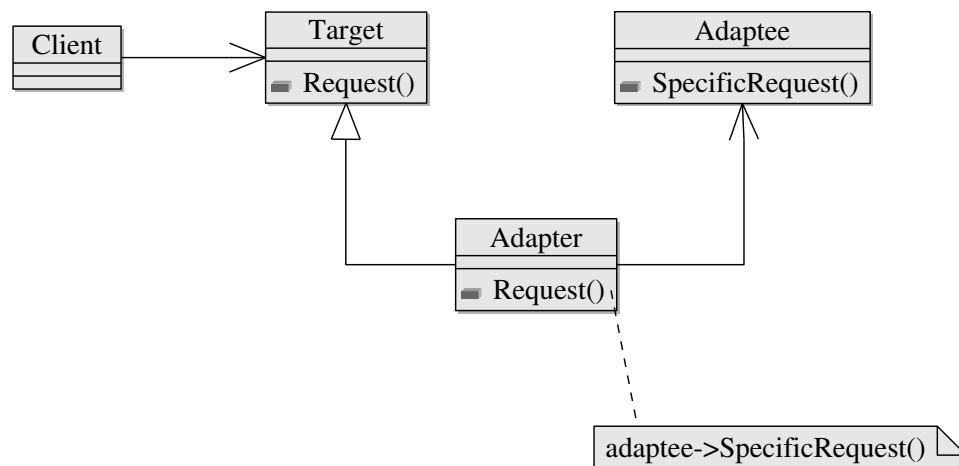 Client
Target
Request()
Adaptee
SpecificRequest()
Adapter
Request()
adaptee->SpecificRequest()